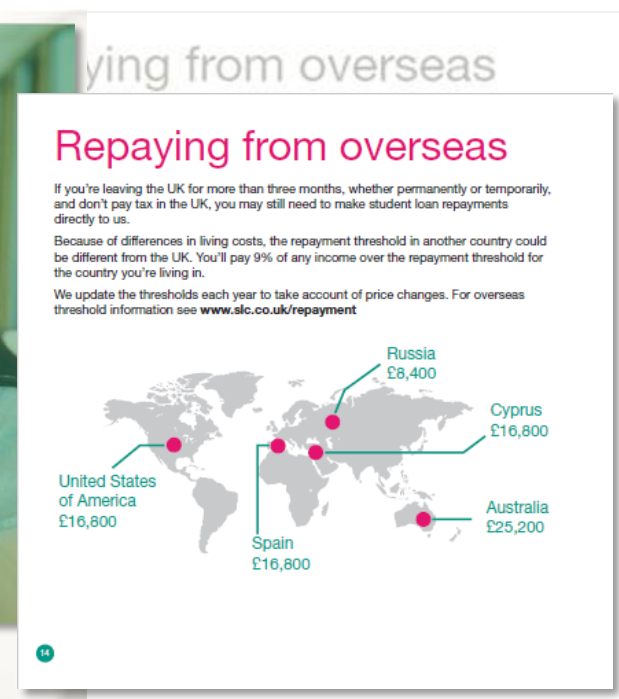 ying from overseas
Repaying from overseas
If you're leaving the UK for more than three months, whether permanently or temporarily,
and don't pay tax in the UK, you may still need to make student loan repayments
directly to us.
Because of differences in living costs, the repayment threshold in another country could
be different from the UK. You'll pay 9% of any income over the repayment threshold for
the country you're living in.
We update the thresholds each year to take account of price changes. For overseas
threshold information see www.slc.co.uk/repayment
Russia
£8,400
Cyprus
£16,800
United States
of America
£16,800
Australia
£25,200
Spain
£16,800
14